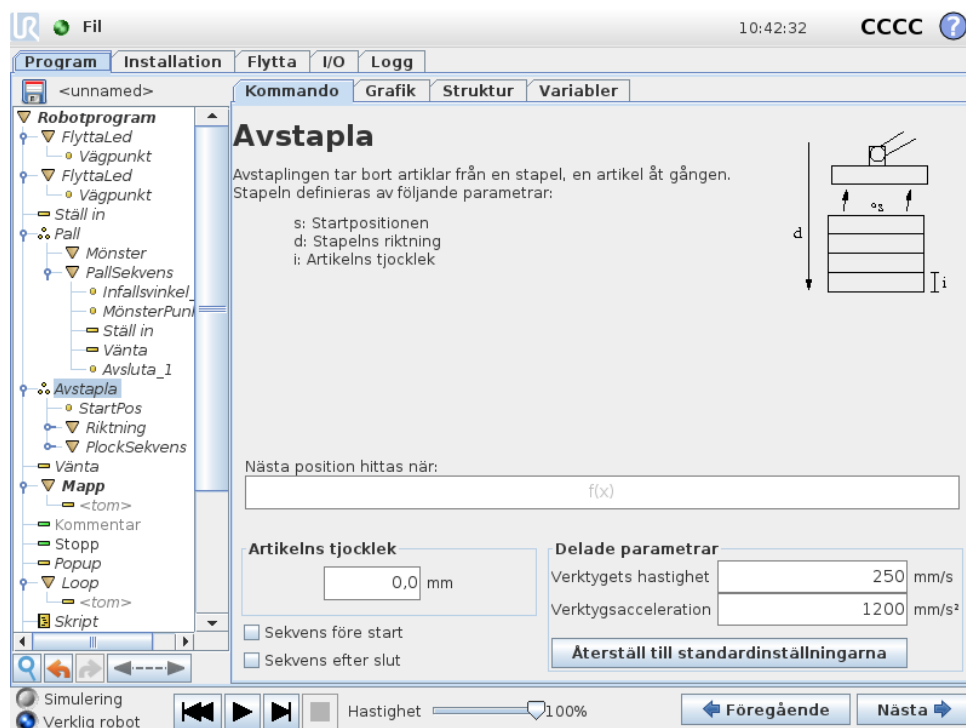 UR Fil 10:42:32 CCCC ?
Program Installation Flytta I/O Logg
<unnamed>
Kommando Grafik Struktur Variabler
Robotprogram
FlyttaLed
Vägpunkt
FlyttaLed
Vägpunkt
Ställ in
Pall
Mönster
PallSekvens
Infallsvinkel_
MönsterPun
Ställ in
Vänta
Avsluta_1
Avstapla
StartPos
Riktning
PlockSekvens
Vänta
Mapp
<tom>
Kommentar
Stopp
Popup
Loop
<tom>
Skript
Avstapla
Avstaplingen tar bort artiklar från en stapel, en artikel åt gången.
Stapeln definieras av följande parametrar:
s: Startpositionen
d: Stapelns riktning
i: Artikelns tjocklek
s
d
i
Nästa position hittas när:
f(x)
Artikelns tjocklek
0,0 mm
Sekvens före start
Sekvens efter slut
Delade parametrar
Verktygets hastighet 250 mm/s
Verktygsacceleration 1200 mm/s²
Återställ till standardinställningarna
Simulering
Verklig robot
Hastighet 100%
Föregående
Nästa